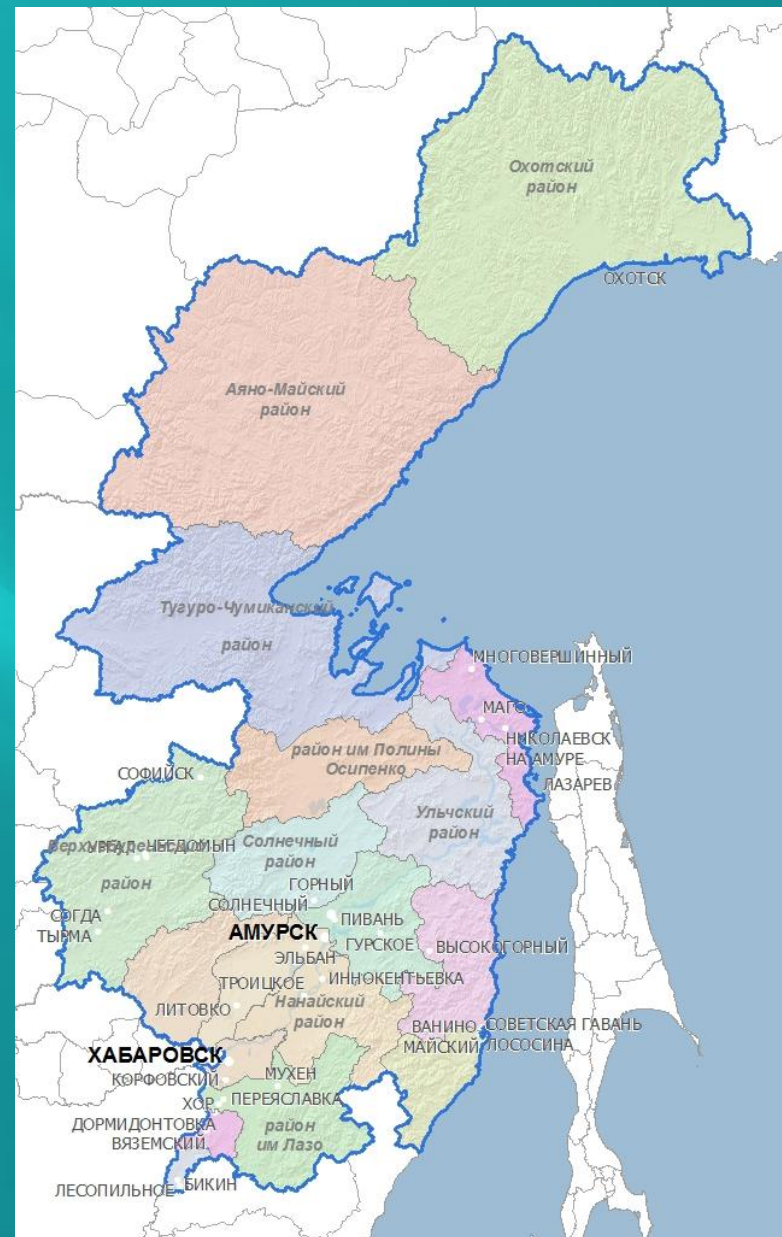 Охотский
район
ОХОТСК
Аяно-Майский
район
Тугуро-Чумиканский
район
МНОГОВЕРШИННЫЙ
МАГО
НИКОЛАЕВСК
НА АМУРЕ
район им Полины
Осипенко
СОФИЙСК
ЛАЗАРЕВ
Ульчский
район
ЧЕГДОМЫН
район
Солнечный
район
ГОРНЫЙ
СОЛНЕЧНЫЙ
СОГДА
ПИВАНЬ
ТЫРМА
АМУРСК
ГУРСКОЕ
ВЫСОКОГОРНЫЙ
ЭЛЬБАН
ТРОИЦКОЕ
ИННОКЕНТЬЕВКА
ЛИТОВКО
Нанайский
район
ВАНИНО
СОВЕТСКАЯ ГАВАНЬ
МАЙСКИЙ
ЛОСОСИНА
ХАБАРОВСК
КОРФОВСКИЙ
МУХЕН
ХОР
ПЕРЕЯСЛАВКА
ДОРМИДОНТОВКА
район
им Лазо
ВЯЗЕМСКИЙ
ЛЕСОПИЛЬНОЕ
БИКИН